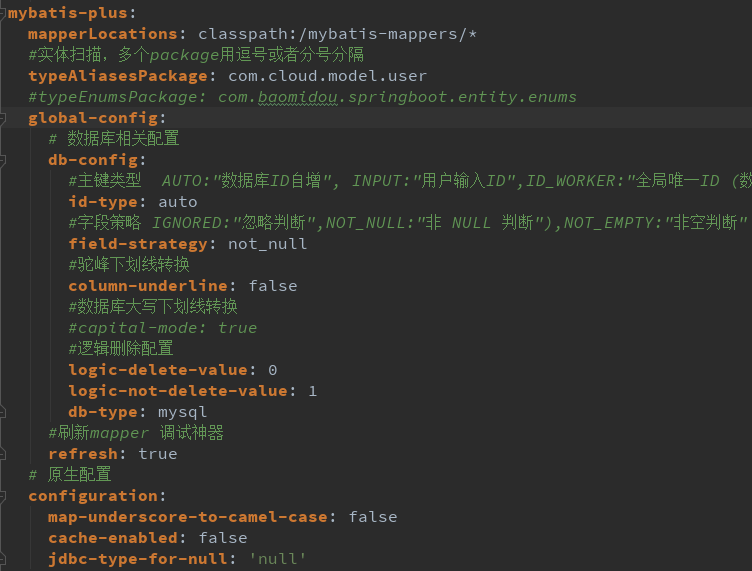 mybatis-plus:
mapperLocations: classpath:/mybatis-mappers/*
#实体扫描，多个package用逗号或者分号分隔
typeAliasesPackage: com.cloud.model.user
#typeEnumsPackage: com.baomidou.springboot.entity.enums
global-config:
# 数据库相关配置
db-config:
#主键类型  AUTO:"数据库ID自增", INPUT:"用户输入ID",ID_WORKER:"全局唯一ID (数
id-type: auto
#字段策略 IGNORED:"忽略判断",NOT_NULL:"非 NULL 判断"),NOT_EMPTY:"非空判断"
field-strategy: not_null
#驼峰下划线转换
column-underline: false
#数据库大写下划线转换
#capital-mode: true
#逻辑删除配置
logic-delete-value: 0
logic-not-delete-value: 1
db-type: mysql
#刷新mapper 调试神器
refresh: true
# 原生配置
configuration:
map-underscore-to-camel-case: false
cache-enabled: false
jdbc-type-for-null: 'null'